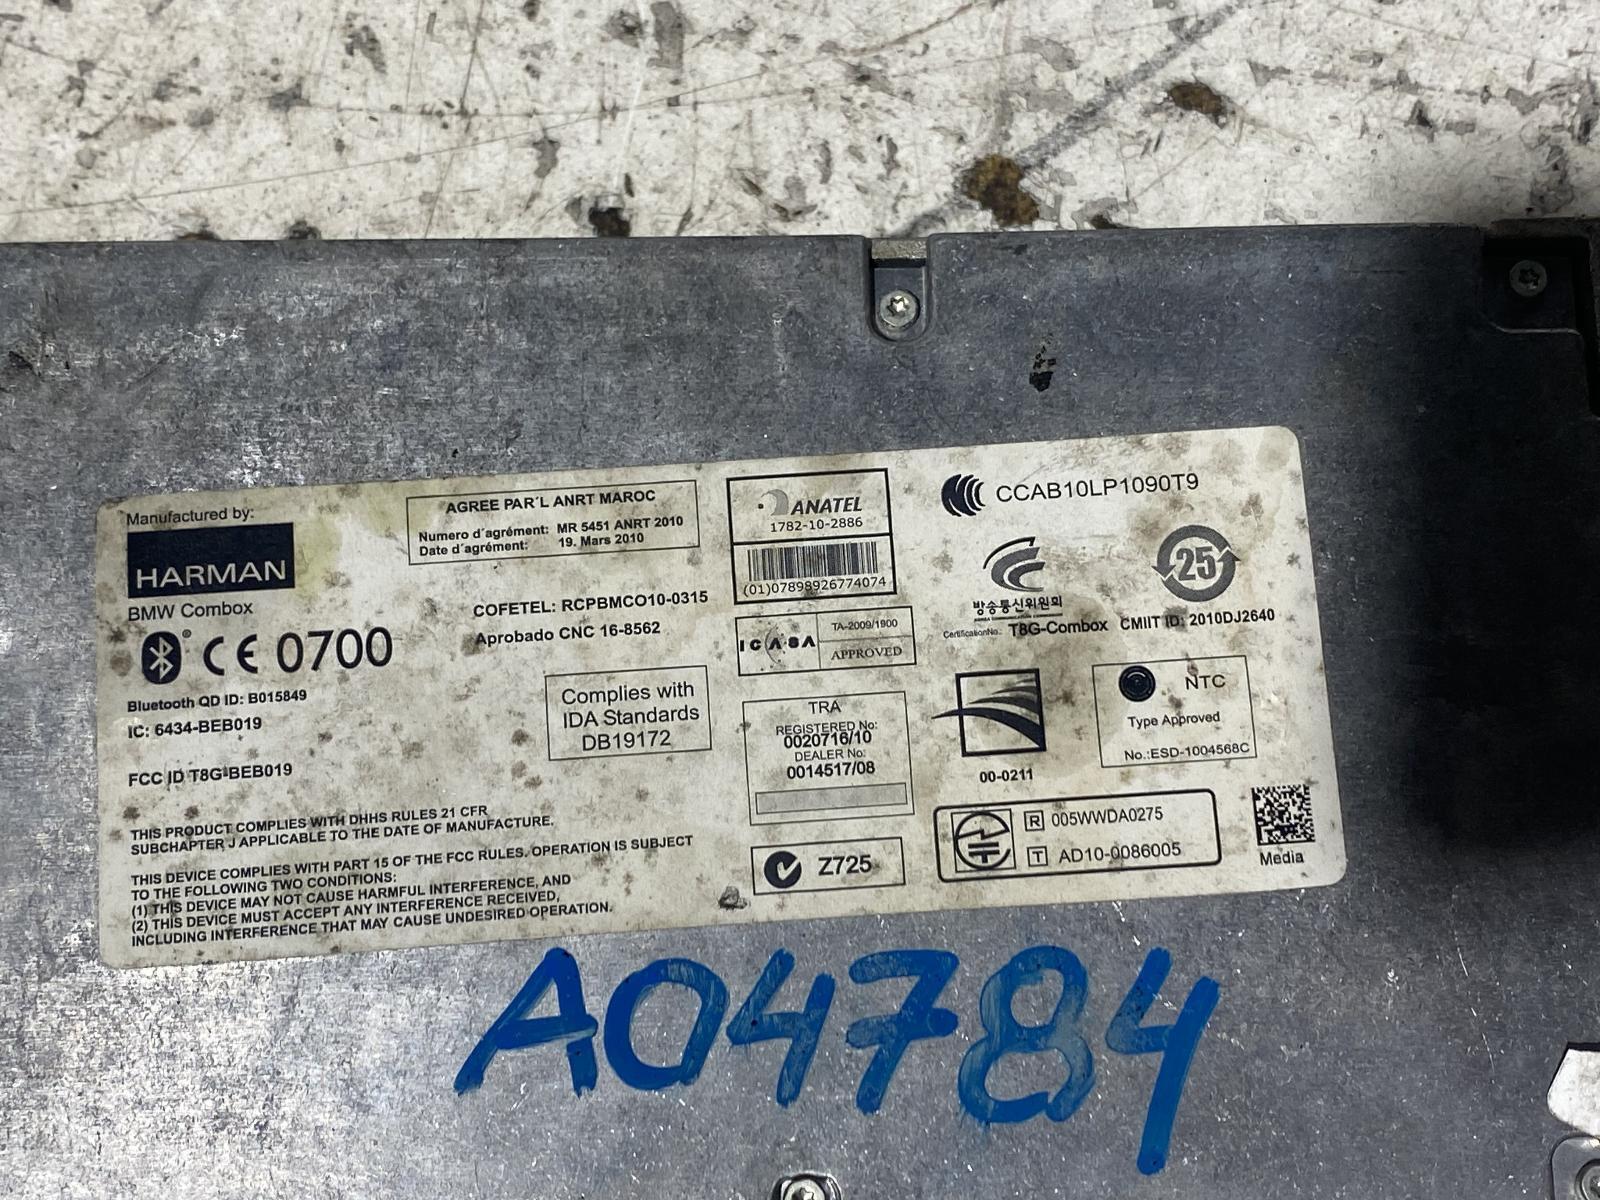 Manufactured by:
HARMAN
BMW Combox
CE 0700
Bluetooth QD ID: B015849
IC: 6434-BEB019
FCC ID T8G-BEB019
AGREE PAR´L ANRT MAROC
Numero d´agrément: MR 5451 ANRT 2010
Date d´agrément: 19. Mars 2010
COFETEL: RCPBMCO10-0315
Aprobado CNC 16-8562
Complies with
IDA Standards
DB19172
THIS PRODUCT COMPLIES WITH DHHS RULES 21 CFR
SUBCHAPTER J APPLICABLE TO THE DATE OF MANUFACTURE.
THIS DEVICE COMPLIES WITH PART 15 OF THE FCC RULES. OPERATION IS SUBJECT
TO THE FOLLOWING TWO CONDITIONS:
(1) THIS DEVICE MAY NOT CAUSE HARMFUL INTERFERENCE, AND
(2) THIS DEVICE MUST ACCEPT ANY INTERFERENCE RECEIVED,
INCLUDING INTERFERENCE THAT MAY CAUSE UNDESIRED OPERATION.
ANATEL
1782-10-2886
(01)07898926774074
ICASA
TA-2009/1900
APPROVED
TRA
REGISTERED No:
0020716/10
DEALER No:
0014517/08
Z725
CCAB10LP1090T9
25
방송통신위원회
CertificationNo.: T8G-Combox CMIIT ID: 2010DJ2640
00-0211
NTC
Type Approved
No.:ESD-1004568C
R 005WWDA0275
T AD10-0086005
Media
A04784